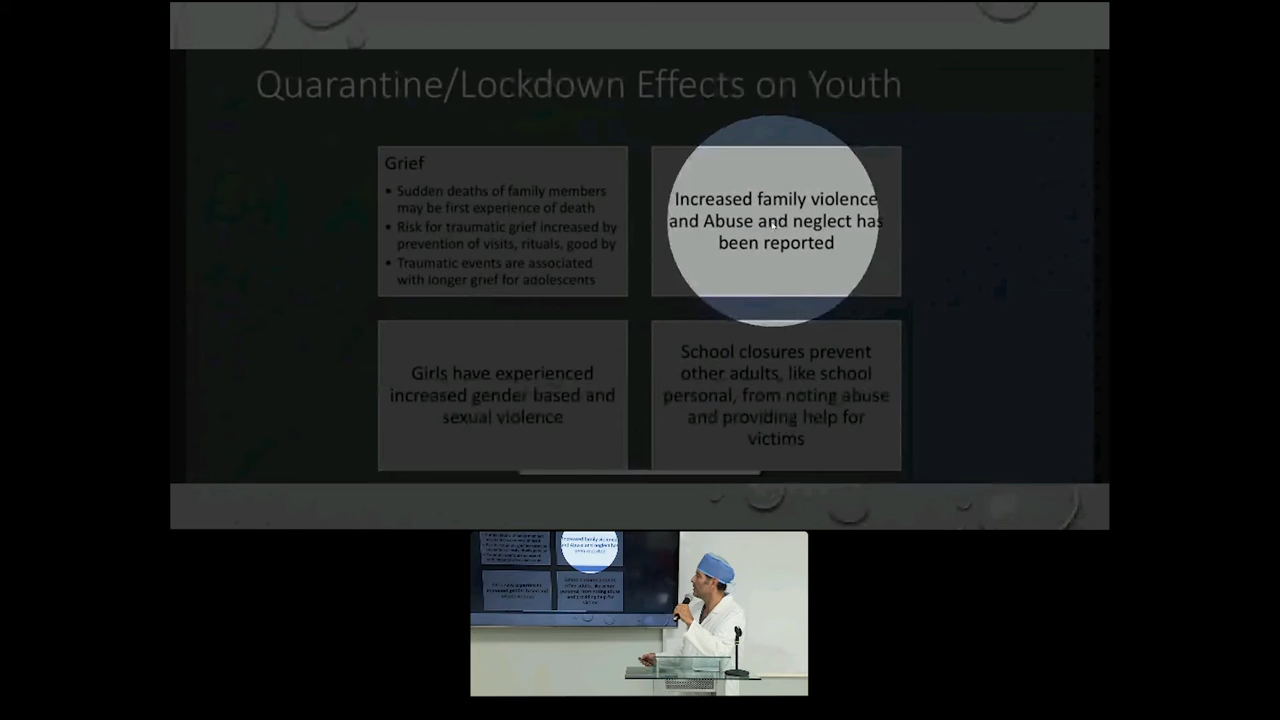 Quarantine/Lockdown Effects on Youth
Grief
• Sudden deaths of family members
may be first experience of death
• Risk for traumatic grief increased by
prevention of visits, rituals, good by
• Traumatic events are associated
with longer grief for adolescents
Increased family violence
and Abuse and neglect has
been reported
Girls have experienced
increased gender based and
sexual violence
School closures prevent
other adults, like school
personal, from noting abuse
and providing help for
victims